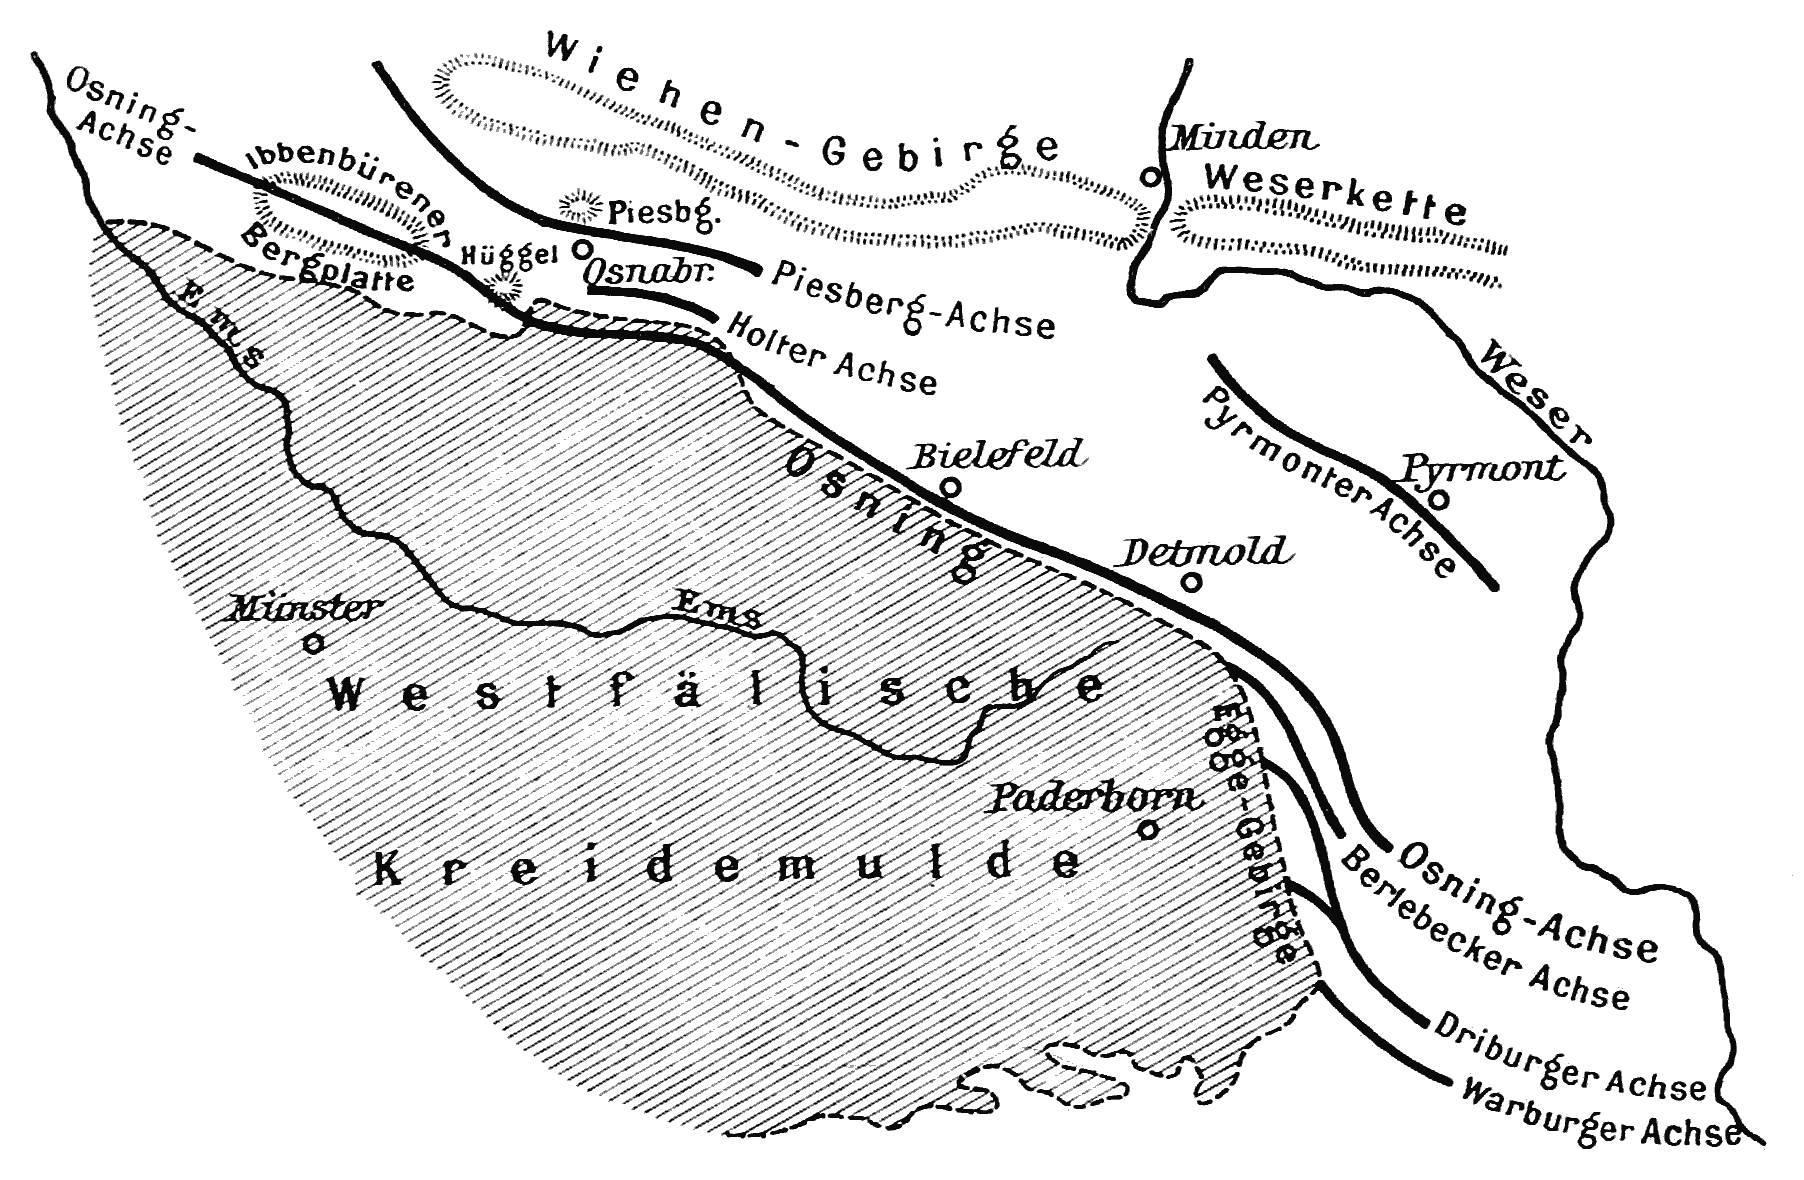 Wiehen-Gebirge
Osning-
Achse
Ibbenbürener
Bergplatte
Minden
Weserkette
Piesbg.
Hüggel
Osnabr.
Piesberg-Achse
Holter Achse
Ems
Weser
Pyrmonter Achse
Pyrmont
Bielefeld
Osning
Detmold
Münster
Ems
Westfälische
Kreidemulde
Paderborn
Egge-Gebirge
Osning-Achse
Berlebecker Achse
Driburger Achse
Warburger Achse